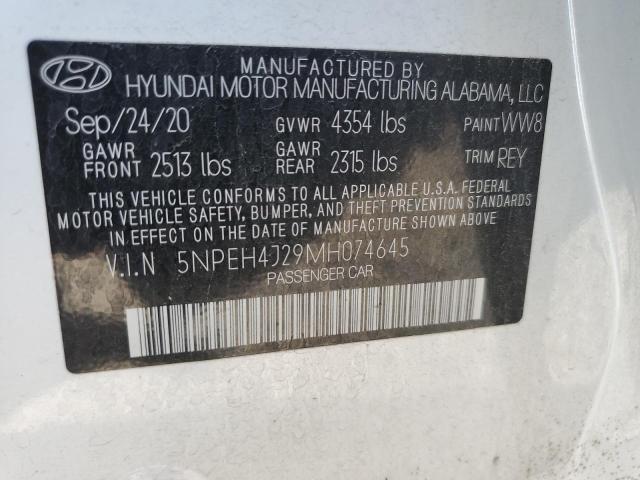 MANUFACTURED BY
HYUNDAI MOTOR MANUFACTURING ALABAMA, LLC
Sep/24/20 GVWR 4354 lbs PAINT WW8
GAWR FRONT 2513 lbs GAWR REAR 2315 lbs TRIM REY
THIS VEHICLE CONFORMS TO ALL APPLICABLE U.S.A. FEDERAL
MOTOR VEHICLE SAFETY, BUMPER, AND THEFT PREVENTION STANDARDS
IN EFFECT ON THE DATE OF MANUFACTURE SHOWN ABOVE.
V.I.N 5NPEH4J29MH074645
PASSENGER CAR